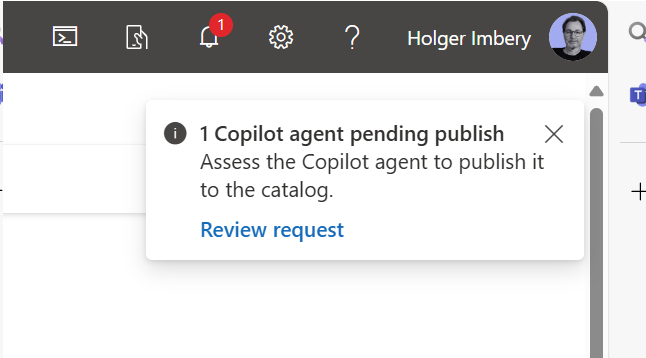 1
Holger Imbery
1 Copilot agent pending publish
Assess the Copilot agent to publish it
to the catalog.
Review request